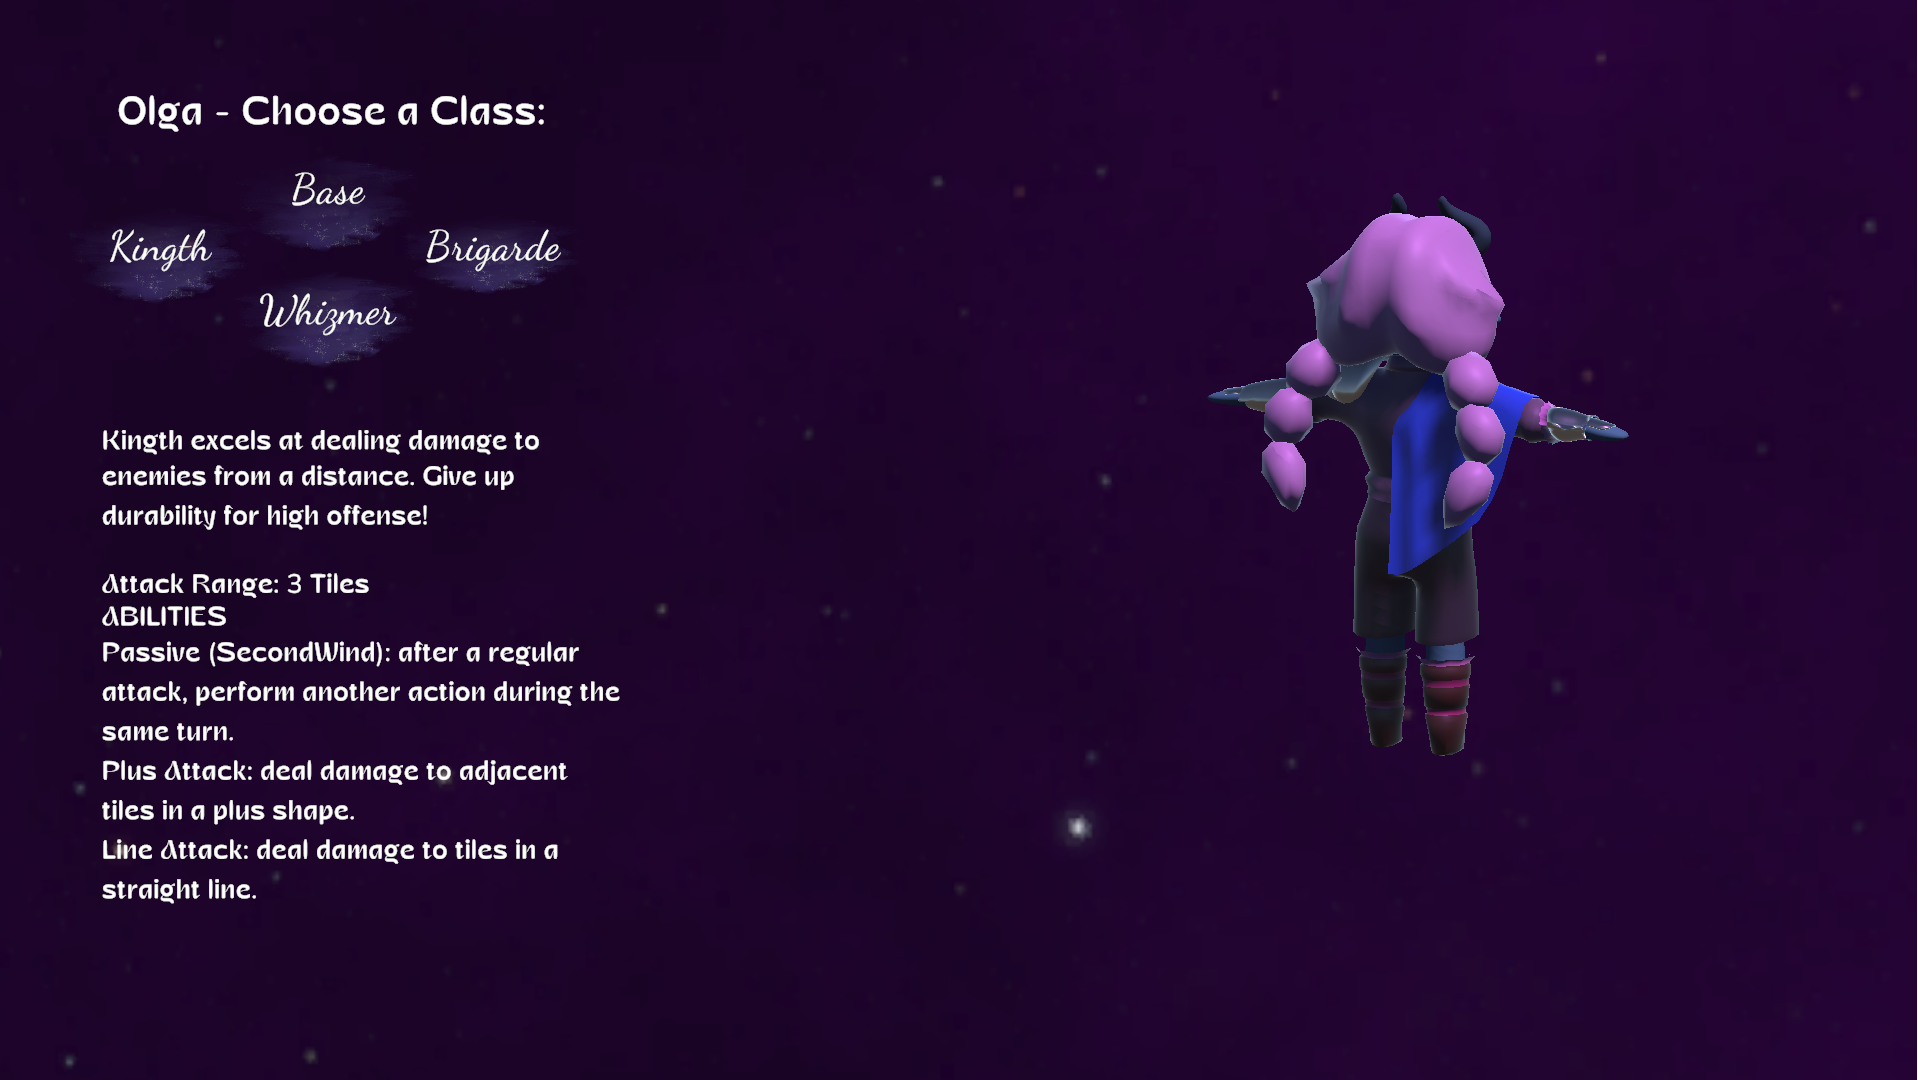 Olga - Choose a Class:
Base
Kingth
Brigarde
Whizmer
Kingth excels at dealing damage to
enemies from a distance. Give up
durability for high offense!
Attack Range: 3 Tiles
ABILITIES
Passive (SecondWind): after a regular
attack, perform another action during the
same turn.
Plus Attack: deal damage to adjacent
tiles in a plus shape.
Line Attack: deal damage to tiles in a
straight line.